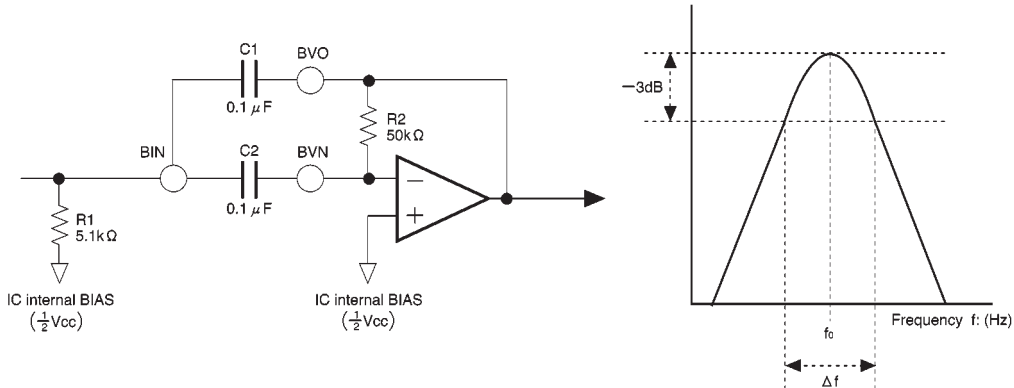 C1
0.1 μF
BVO
R2
50kΩ
BIN
C2
0.1 μF
BVN
−
+
R1
5.1kΩ
IC internal BIAS
(½Vcc)
IC internal BIAS
(½Vcc)
−3dB
Frequency f: (Hz)
f₀
Δf